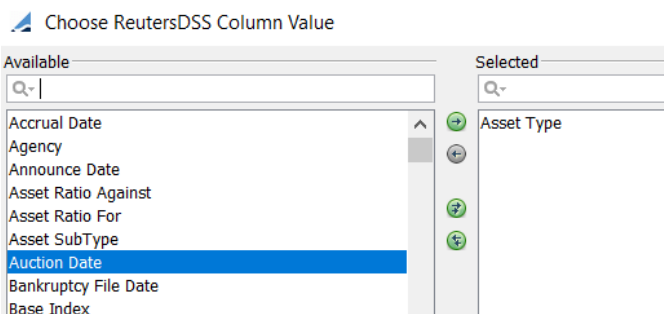 Choose ReutersDSS Column Value
Available
Accrual Date
Agency
Announce Date
Asset Ratio Against
Asset Ratio For
Asset SubType
Auction Date
Bankruptcy File Date
Base Index
Selected
Asset Type